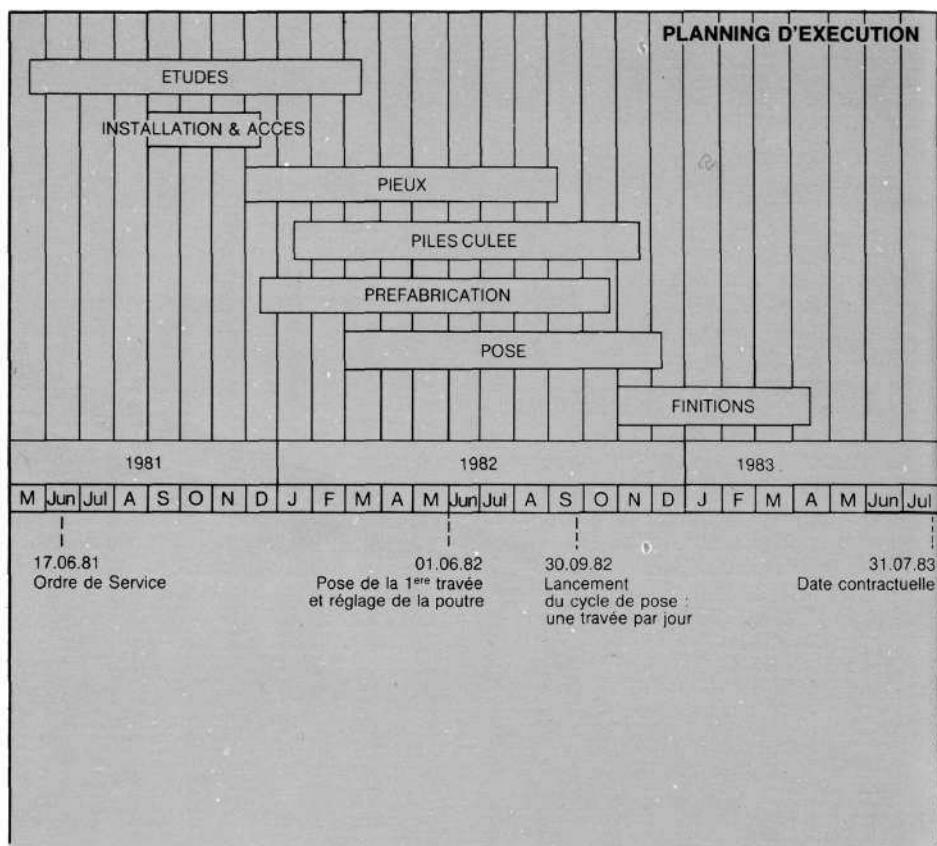 PLANNING D'EXECUTION
ETUDES
INSTALLATION & ACCES
PIEUX
PILES CULEE
PREFABRICATION
POSE
FINITIONS
1981 1982 1983
M Jun Jul A S O N D J F M A M Jun Jul A S O N D J F M A M Jun Jul
17.06.81
Ordre de Service
01.06.82
Pose de la 1ere travée
et réglage de la poutre
30.09.82
Lancement
du cycle de pose :
une travée par jour
31.07.83
Date contractuelle